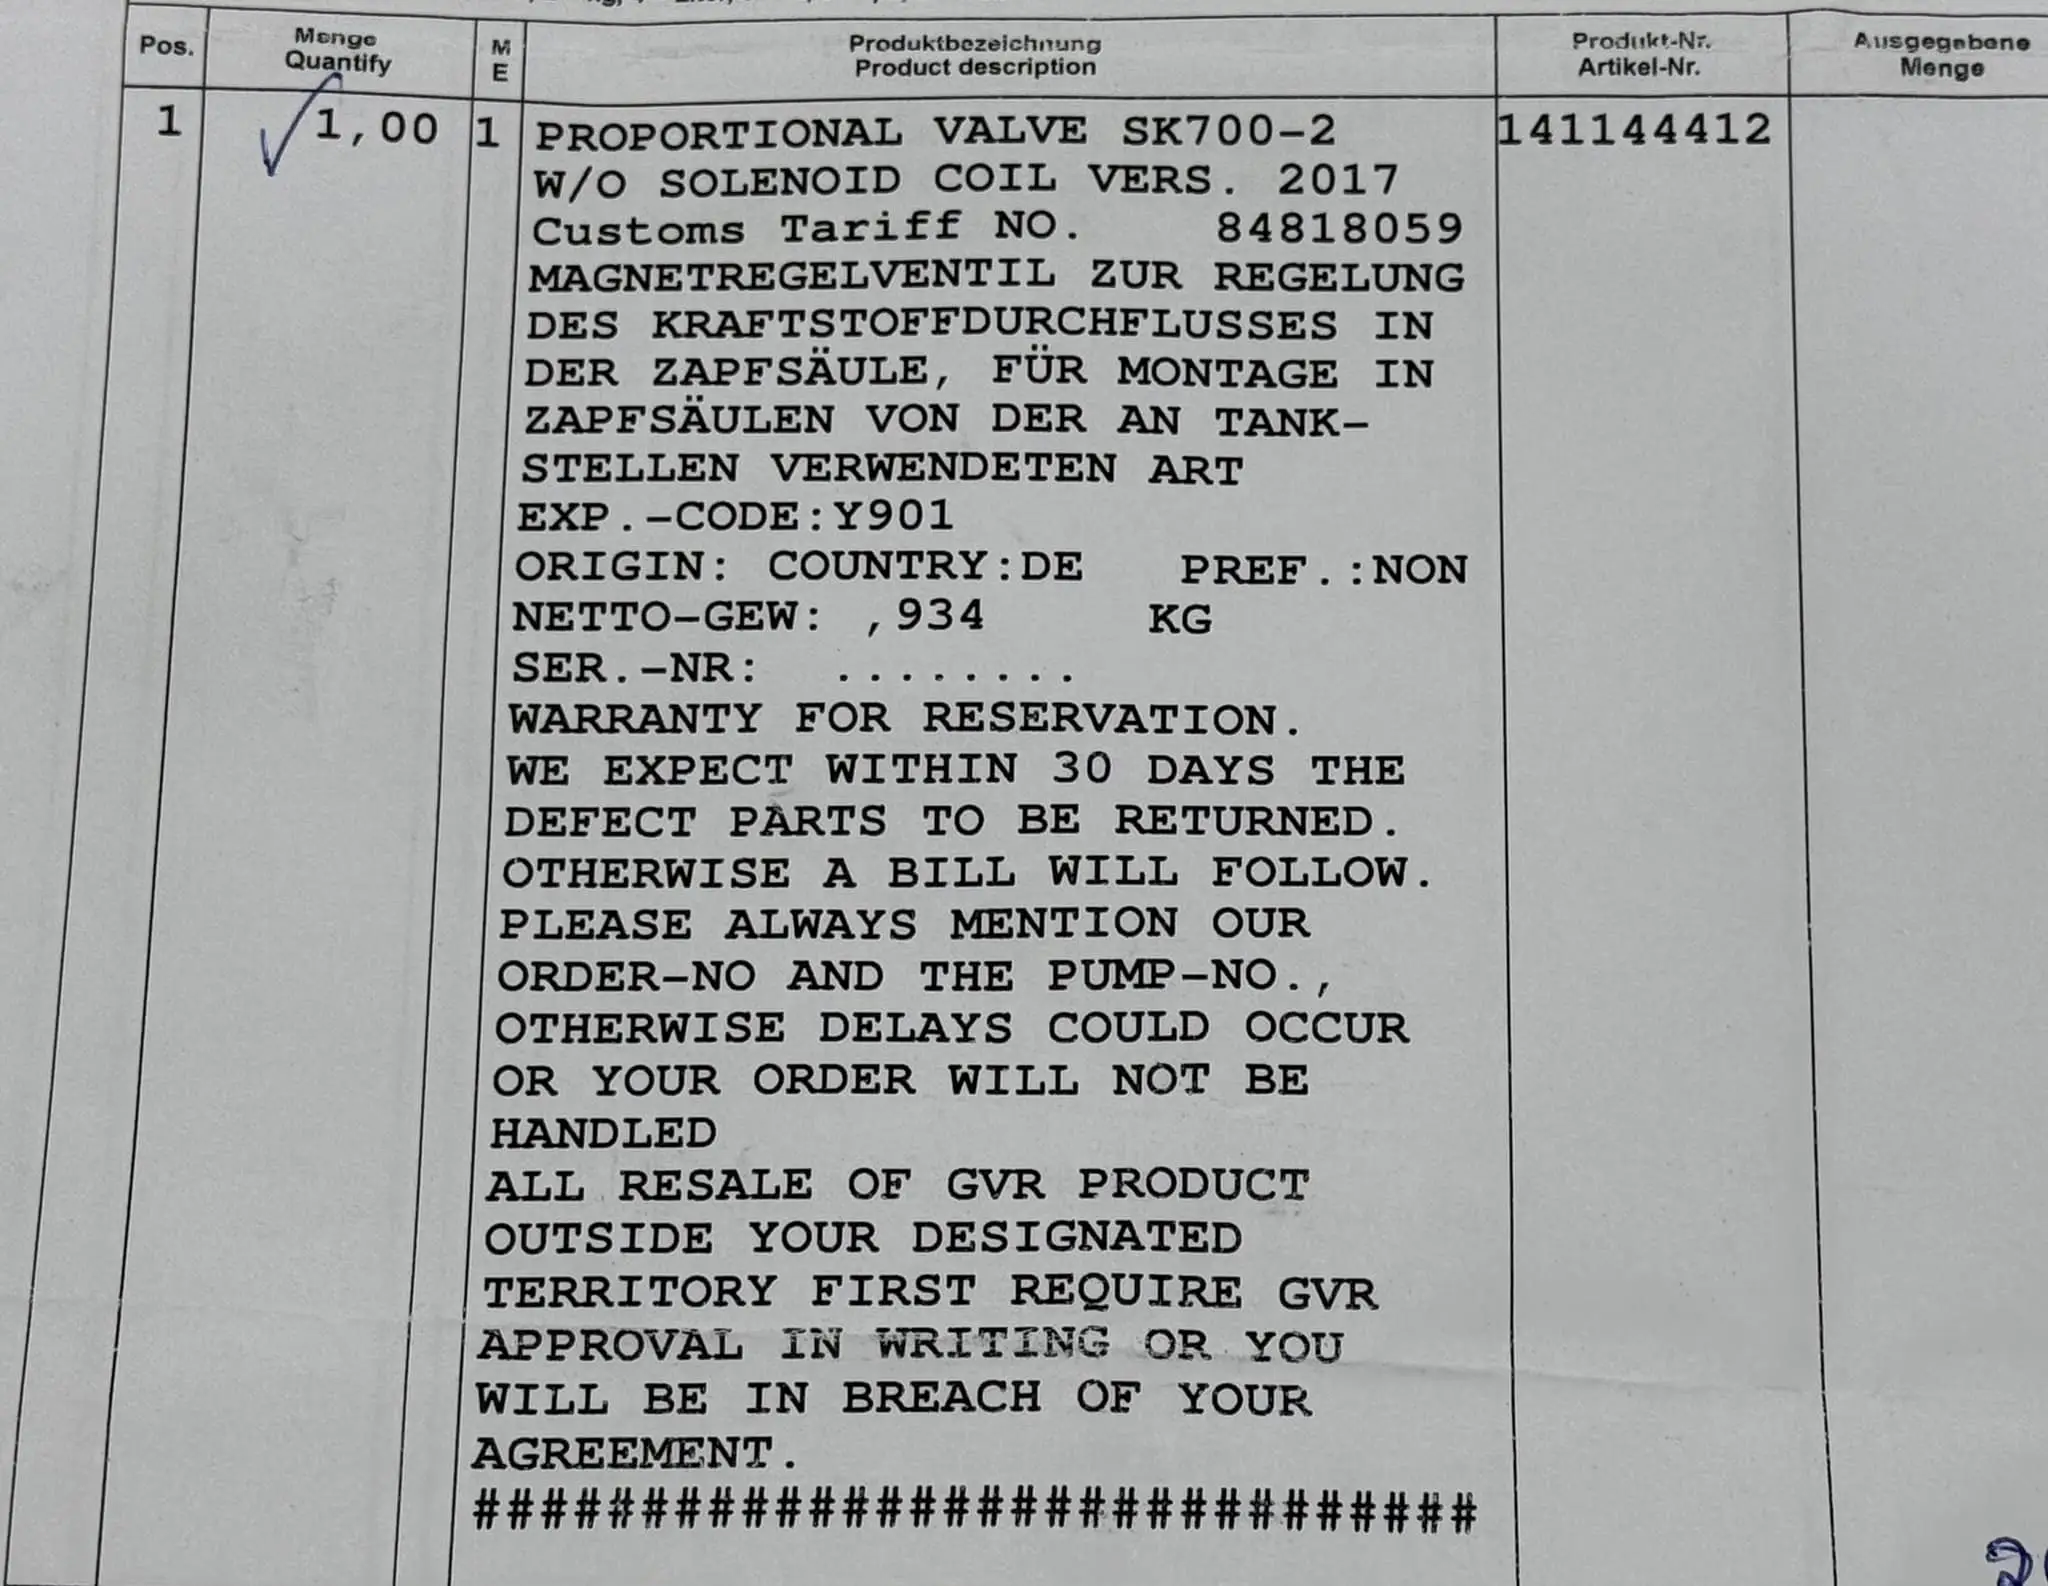 Pos.
Menge
Quantify
M
E
Produktbezeichnung
Product description
Produkt-Nr.
Artikel-Nr.
Ausgegebene
Menge
1 1,00 1 PROPORTIONAL VALVE SK700-2 141144412
W/O SOLENOID COIL VERS. 2017
Customs Tariff NO. 84818059
MAGNETREGELVENTIL ZUR REGELUNG
DES KRAFTSTOFFDURCHFLUSSES IN
DER ZAPFSÄULE, FÜR MONTAGE IN
ZAPFSÄULEN VON DER AN TANK-
STELLEN VERWENDETEN ART
EXP.-CODE:Y901
ORIGIN: COUNTRY:DE PREF.:NON
NETTO-GEW: ,934 KG
SER.-NR: ........
WARRANTY FOR RESERVATION.
WE EXPECT WITHIN 30 DAYS THE
DEFECT PARTS TO BE RETURNED.
OTHERWISE A BILL WILL FOLLOW.
PLEASE ALWAYS MENTION OUR
ORDER-NO AND THE PUMP-NO.,
OTHERWISE DELAYS COULD OCCUR
OR YOUR ORDER WILL NOT BE
HANDLED
ALL RESALE OF GVR PRODUCT
OUTSIDE YOUR DESIGNATED
TERRITORY FIRST REQUIRE GVR
APPROVAL IN WRITING OR YOU
WILL BE IN BREACH OF YOUR
AGREEMENT.
##############################